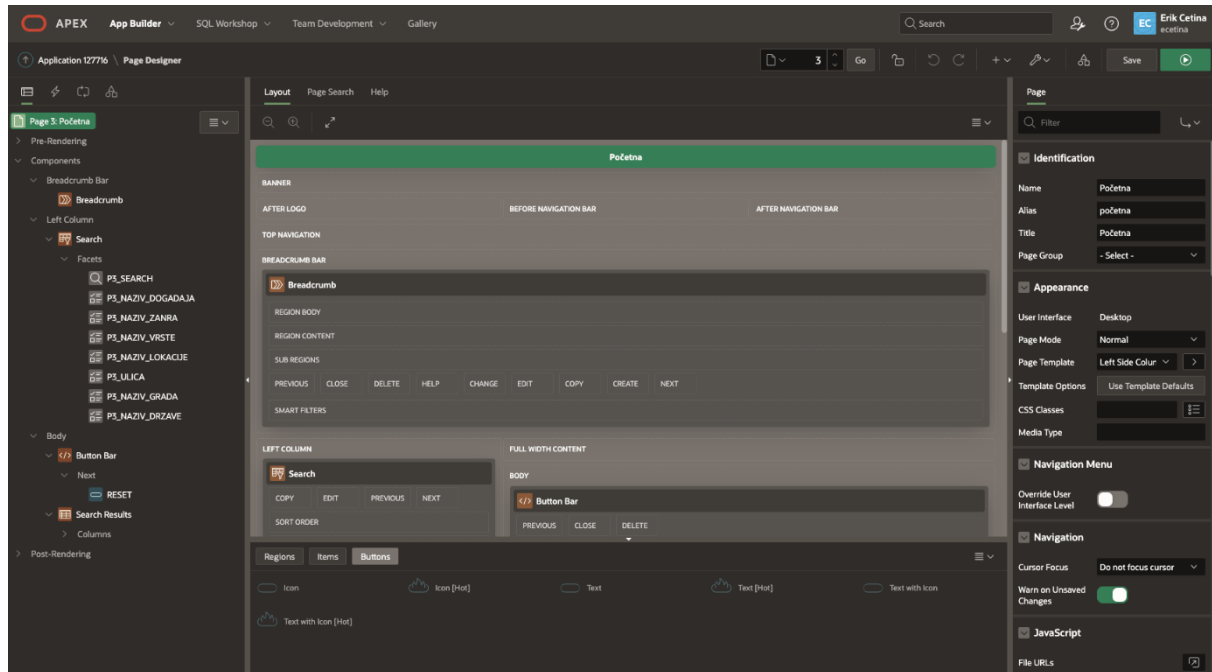 APEX App Builder SQL Workshop Team Development Gallery Search EC Erik Cetina
ecetina
Application 127716 \ Page Designer 3 Go Save
Layout Page Search Help Page
Page 3: Početna
Filter
Pre-Rendering
Components
Breadcrumb Bar
Breadcrumb
Left Column
Search
Facets
P3_SEARCH
P3_NAZIV_DOGADAJA
P3_NAZIV_ZANRA
P3_NAZIV_VRSTE
P3_NAZIV_LOKACIJE
P3_ULICA
P3_NAZIV_GRADA
P3_NAZIV_DRZAVE
Body
Button Bar
Next
RESET
Search Results
Columns
Post-Rendering
Početna
BANNER
AFTER LOGO BEFORE NAVIGATION BAR AFTER NAVIGATION BAR
TOP NAVIGATION
BREADCRUMB BAR
Breadcrumb
REGION BODY
REGION CONTENT
SUB REGIONS
PREVIOUS CLOSE DELETE HELP CHANGE EDIT COPY CREATE NEXT
SMART FILTERS
LEFT COLUMN FULL WIDTH CONTENT
Search BODY
COPY EDIT PREVIOUS NEXT Button Bar
SORT ORDER PREVIOUS CLOSE DELETE
Regions Items Buttons
Icon Icon [Hot] Text Text [Hot] Text with Icon
Text with Icon [Hot]
Identification
Name Početna
Alias početna
Title Početna
Page Group - Select -
Appearance
User Interface Desktop
Page Mode Normal
Page Template Left Side Colur
Template Options Use Template Defaults
CSS Classes
Media Type
Navigation Menu
Override User
Interface Level
Navigation
Cursor Focus Do not focus cursor
Warn on Unsaved
Changes
JavaScript
File URLs